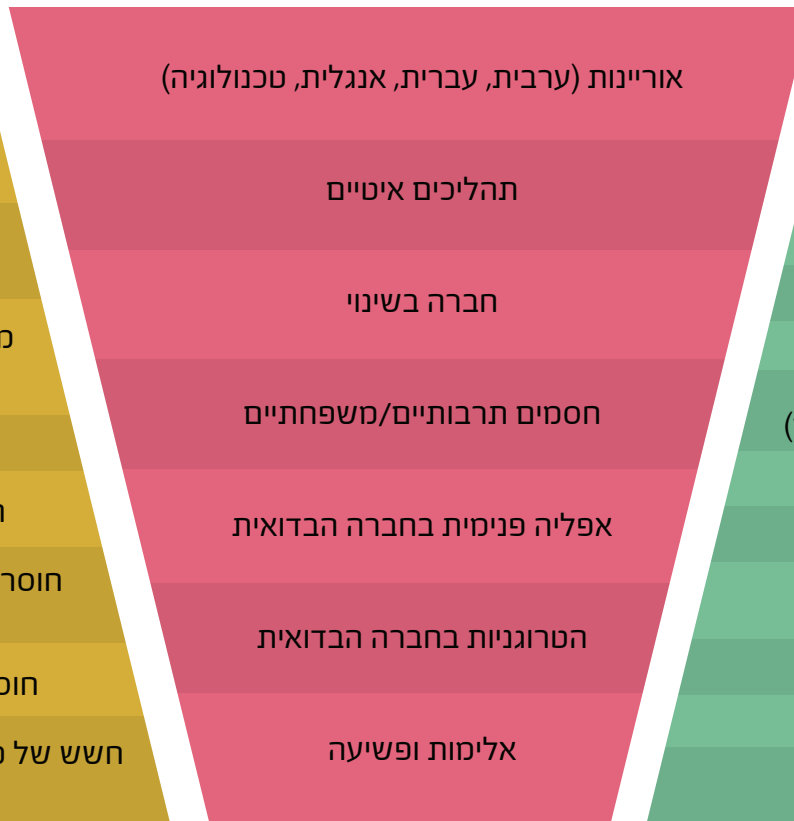 אוריינות (ערבית, עברית, אנגלית, טכנולוגיה)
תהליכים איטיים
חברה בשינוי
חסמים תרבותיים/משפחתיים
אפליה פנימית בחברה הבדואית
הטרוגניות בחברה הבדואית
אלימות ופשיעה
חוסר
חשש של